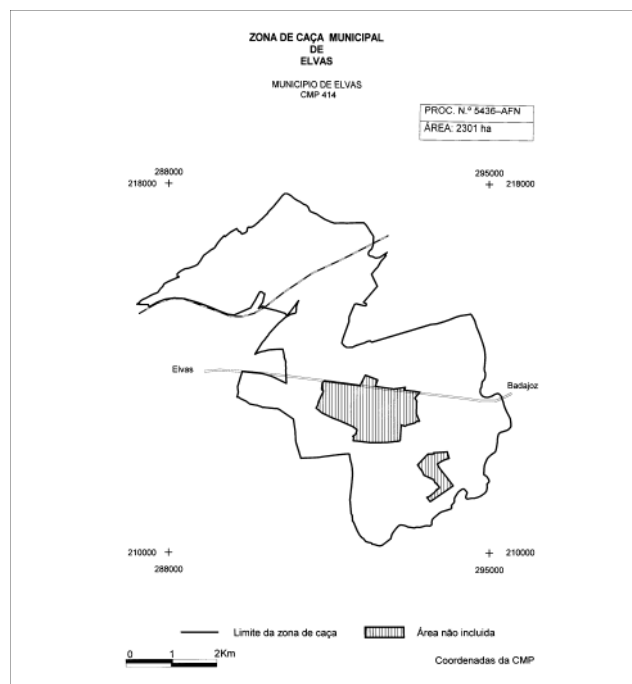 ZONA DE CAÇA MUNICIPAL
DE
ELVAS
MUNICIPIO DE ELVAS
CMP 414
PROC. N.º 5436–AFN
ÁREA: 2301 ha
288000
218000
295000
218000
Elvas
Badajoz
210000
288000
210000
295000
Limite da zona de caça
Área não incluida
0 1 2Km
Coordenadas da CMP